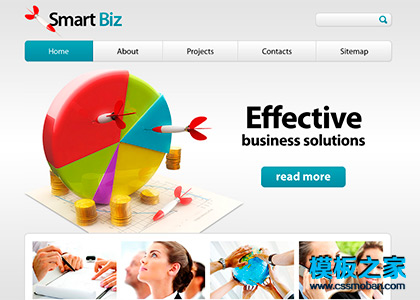 Smart Biz
Home About Projects Contacts Sitemap
Effective
business solutions
read more
模板之家
www.cssmoban.com